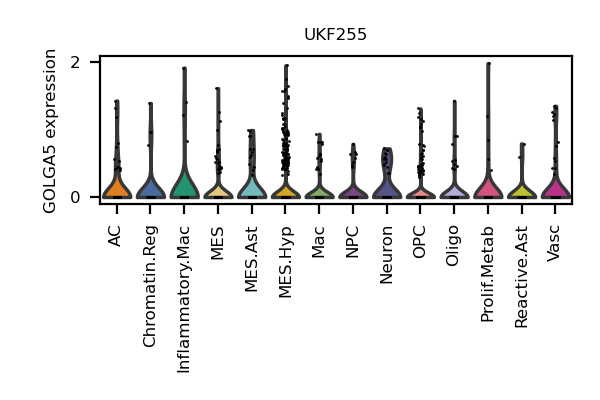 UKF255
GOLGA5 expression
2
0
AC
Chromatin.Reg
Inflammatory.Mac
MES
MES.Ast
MES.Hyp
Mac
NPC
Neuron
OPC
Oligo
Prolif.Metab
Reactive.Ast
Vasc